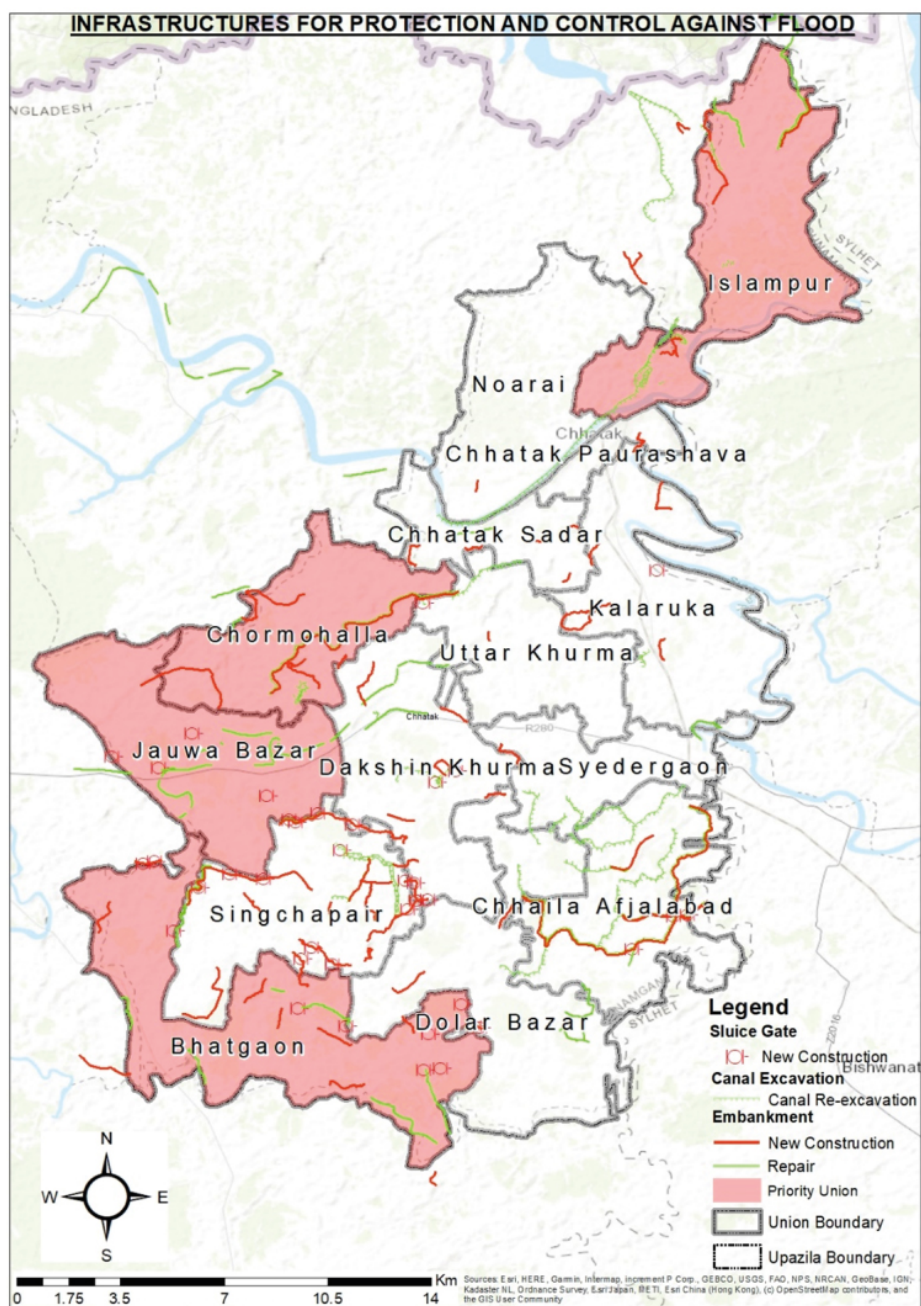 INFRASTRUCTURES FOR PROTECTION AND CONTROL AGAINST FLOOD
NGLADESH
SYLHET
Islampur
Noarai
Chhatak
Chhatak Paurashava
Chhatak Sadar
Kalaruka
Chormohalla
Uttar Khurma
Chhatak
R280
Jauwa Bazar
Dakshin Khurma
Syedergaon
Singchapair
Chhaila Afjalabad
Dolar Bazar
SYLHET
Bhatgaon
Z2016
Bishwanat
Legend
Sluice Gate
New Construction
Canal Excavation
Canal Re-excavation
Embankment
New Construction
Repair
Priority Union
Union Boundary
Upazila Boundary
N
W E
S
Km
0 1.75 3.5 7 10.5 14
Sources: Esri, HERE, Garmin, Intermap, increment P Corp., GEBCO, USGS, FAO, NPS, NRCAN, GeoBase, IGN,
Kadaster NL, Ordnance Survey, Esri Japan, METI, Esri China (Hong Kong), (c) OpenStreetMap contributors, and
the GIS User Community